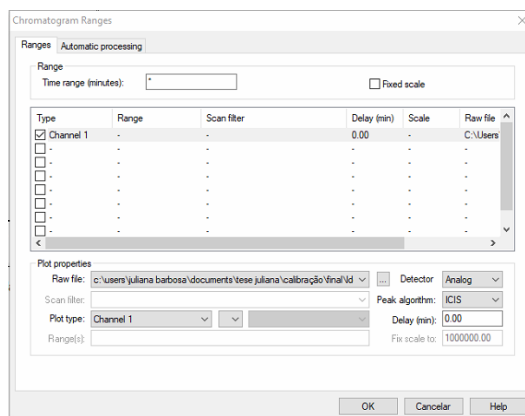 Chromatogram Ranges
Ranges Automatic processing
Range
Time range (minutes): * Fixed scale
Type Range Scan filter Delay (min) Scale Raw file
Channel 1 - - 0.00 - C:\Users\
- - - - - -
- - - - - -
- - - - - -
- - - - - -
- - - - - -
- - - - - -
- - - - - -
Plot properties
Raw file: c:\users\juliana barbosa\documents\tese juliana\calibração\final\ld ... Detector Analog
Scan filter: Peak algorithm: ICIS
Plot type: Channel 1 Delay (min): 0.00
Range(s): Fix scale to: 1000000.00
OK Cancelar Help